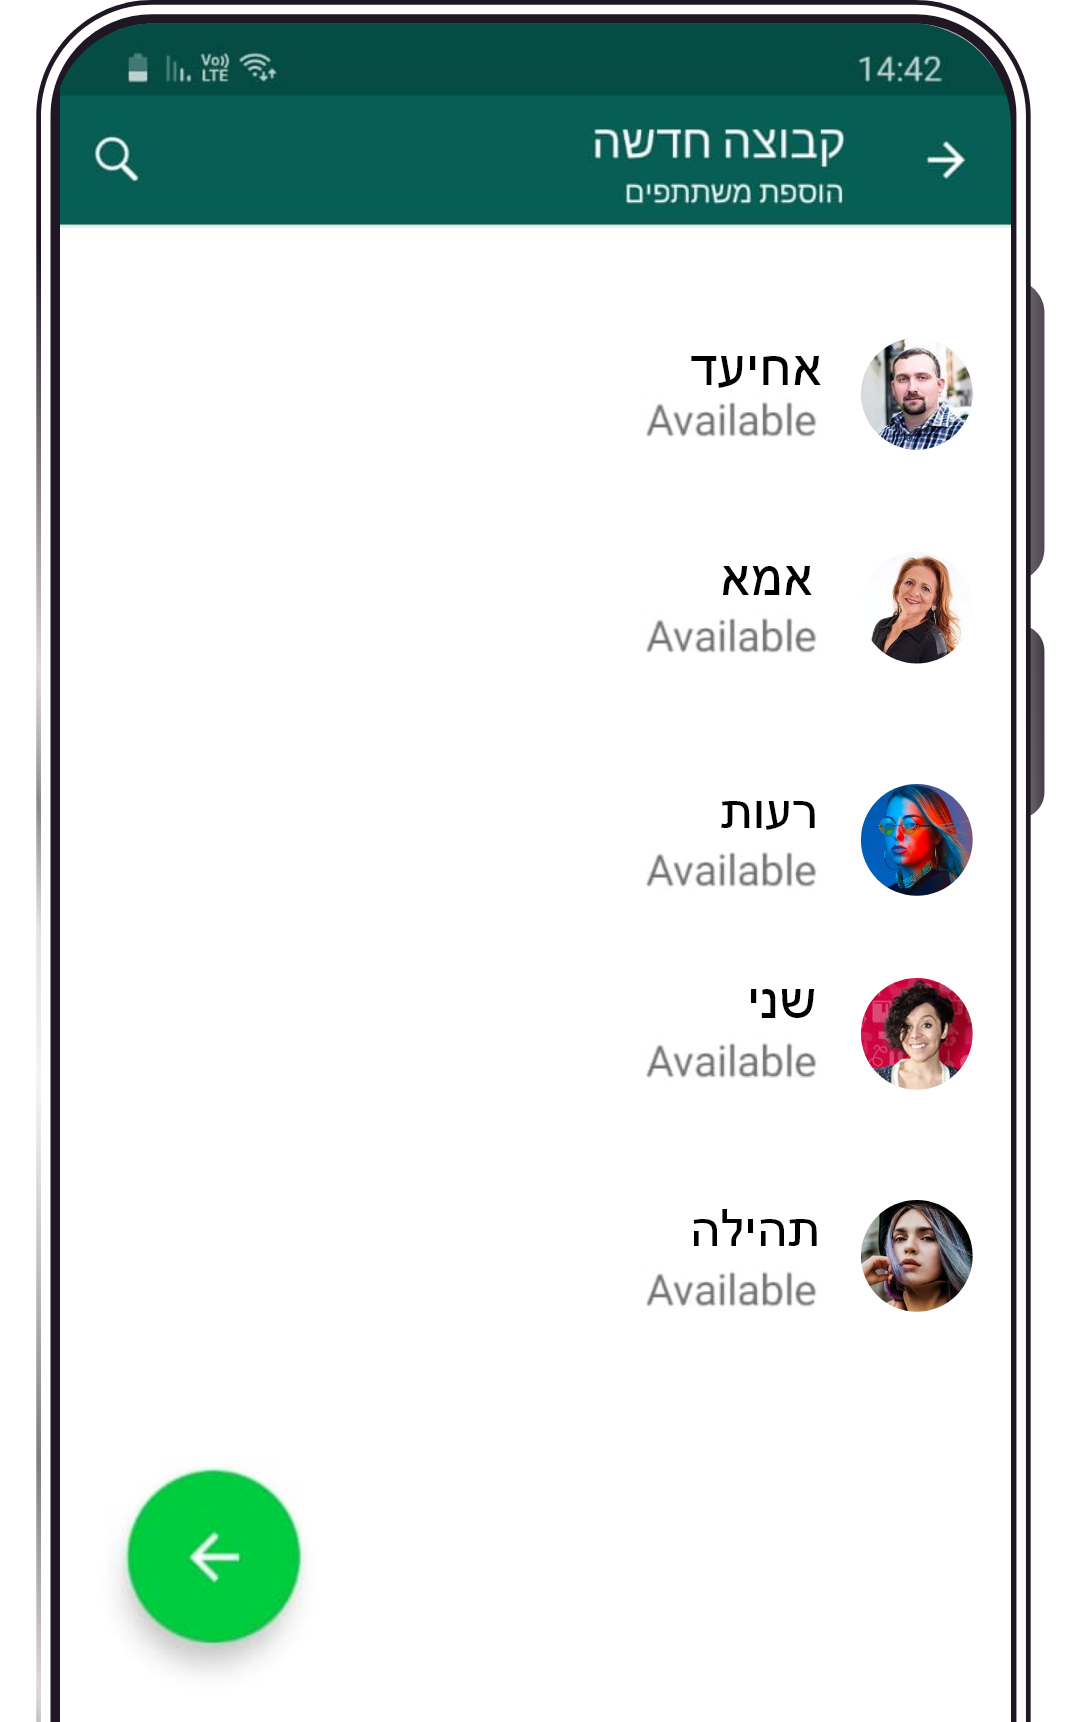 Vo)) LTE
14:42
קבוצה חדשה
הוספת משתתפים
אחיעד
Available
אמא
Available
רעות
Available
שני
Available
תהילה
Available